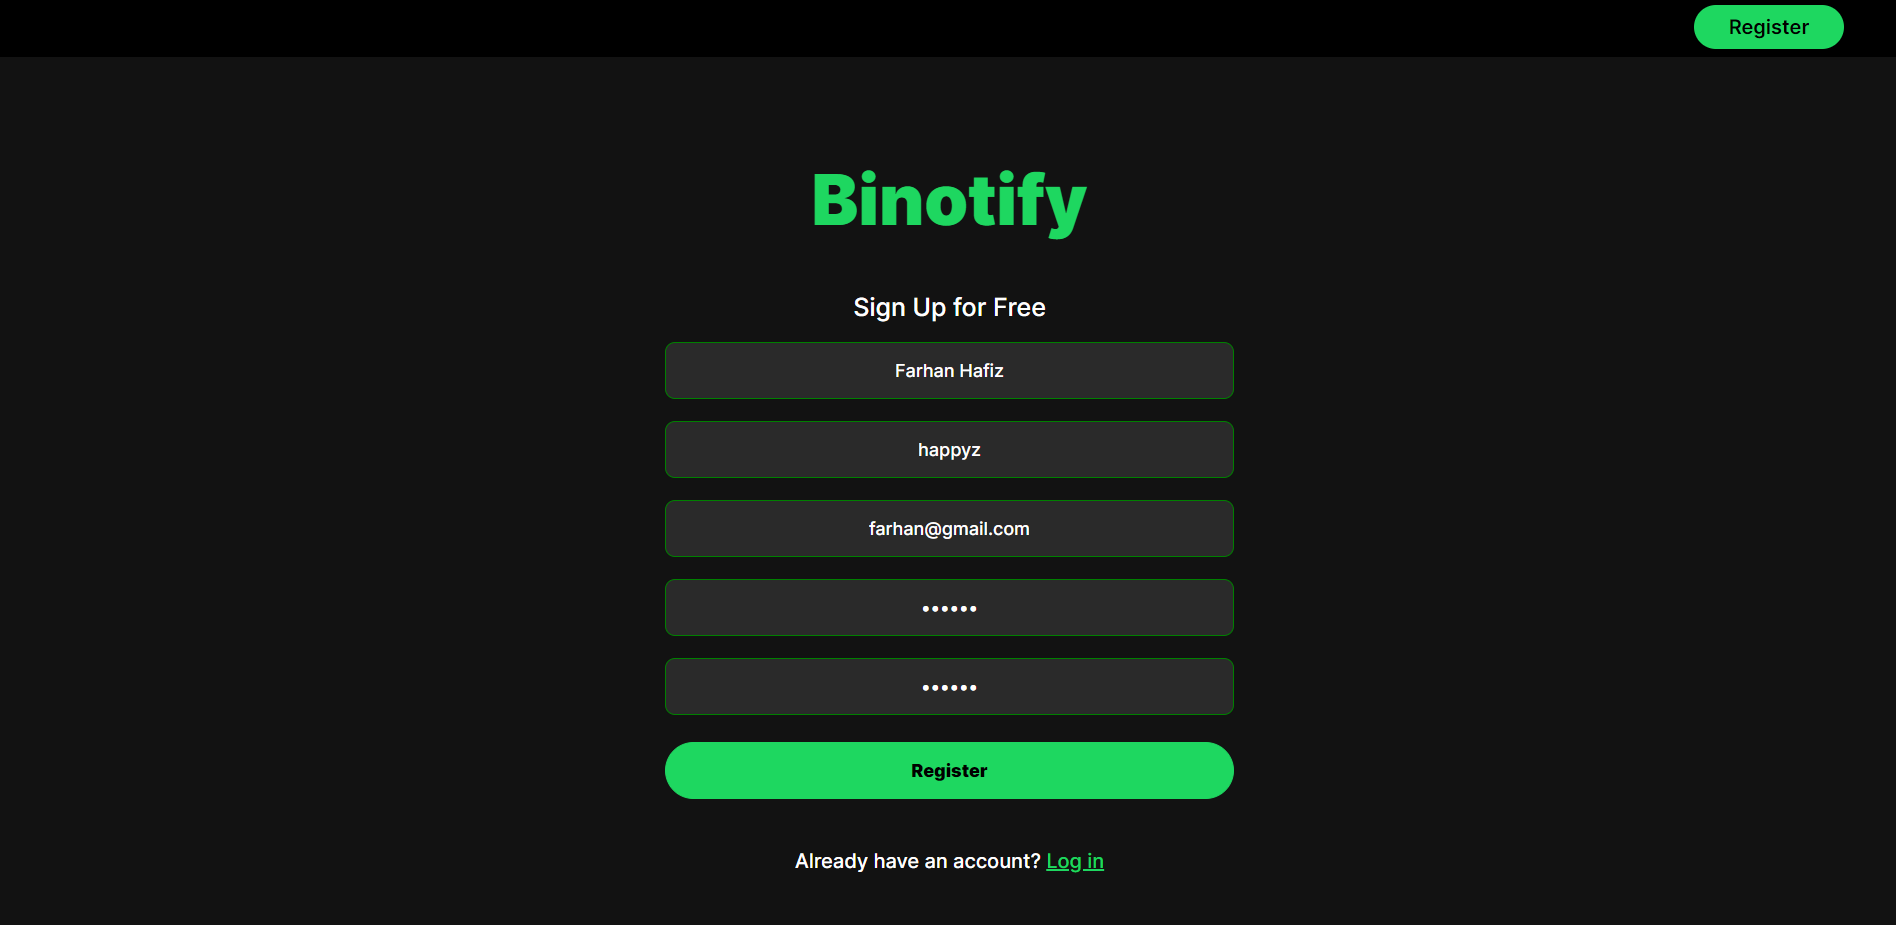 Register
Binotify
Sign Up for Free
Farhan Hafiz
happyz
farhan@gmail.com
••••••
••••••
Register
Already have an account? Log in